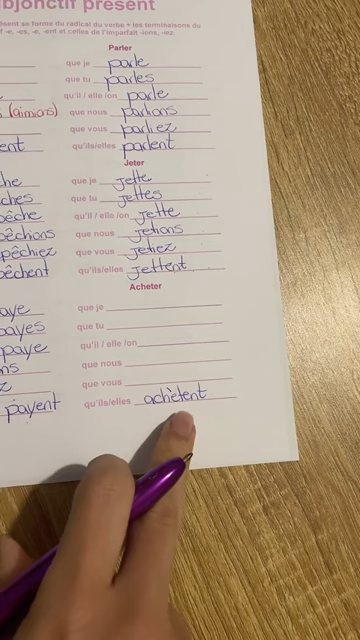 bjonctif présent
ésent se forme du radical du verbe + les terminaisons du
f -e, -es, -e, -ent et celles de l'imparfait -ions, -iez.
Parler
que je parle
que tu parles
qu'il / elle /on parle
(aimions) que nous parlions
que vous parliez
ent qu'ils/elles parlent
Jeter
he que je jette
ches que tu jettes
pêche qu'il / elle /on jette
pêchions que nous jetions
pêchiez que vous jetiez
pêchent qu'ils/elles jettent
Acheter
aye que je
payes que tu
paye qu'il / elle /on
ns que nous
z que vous
payent qu'ils/elles achètent